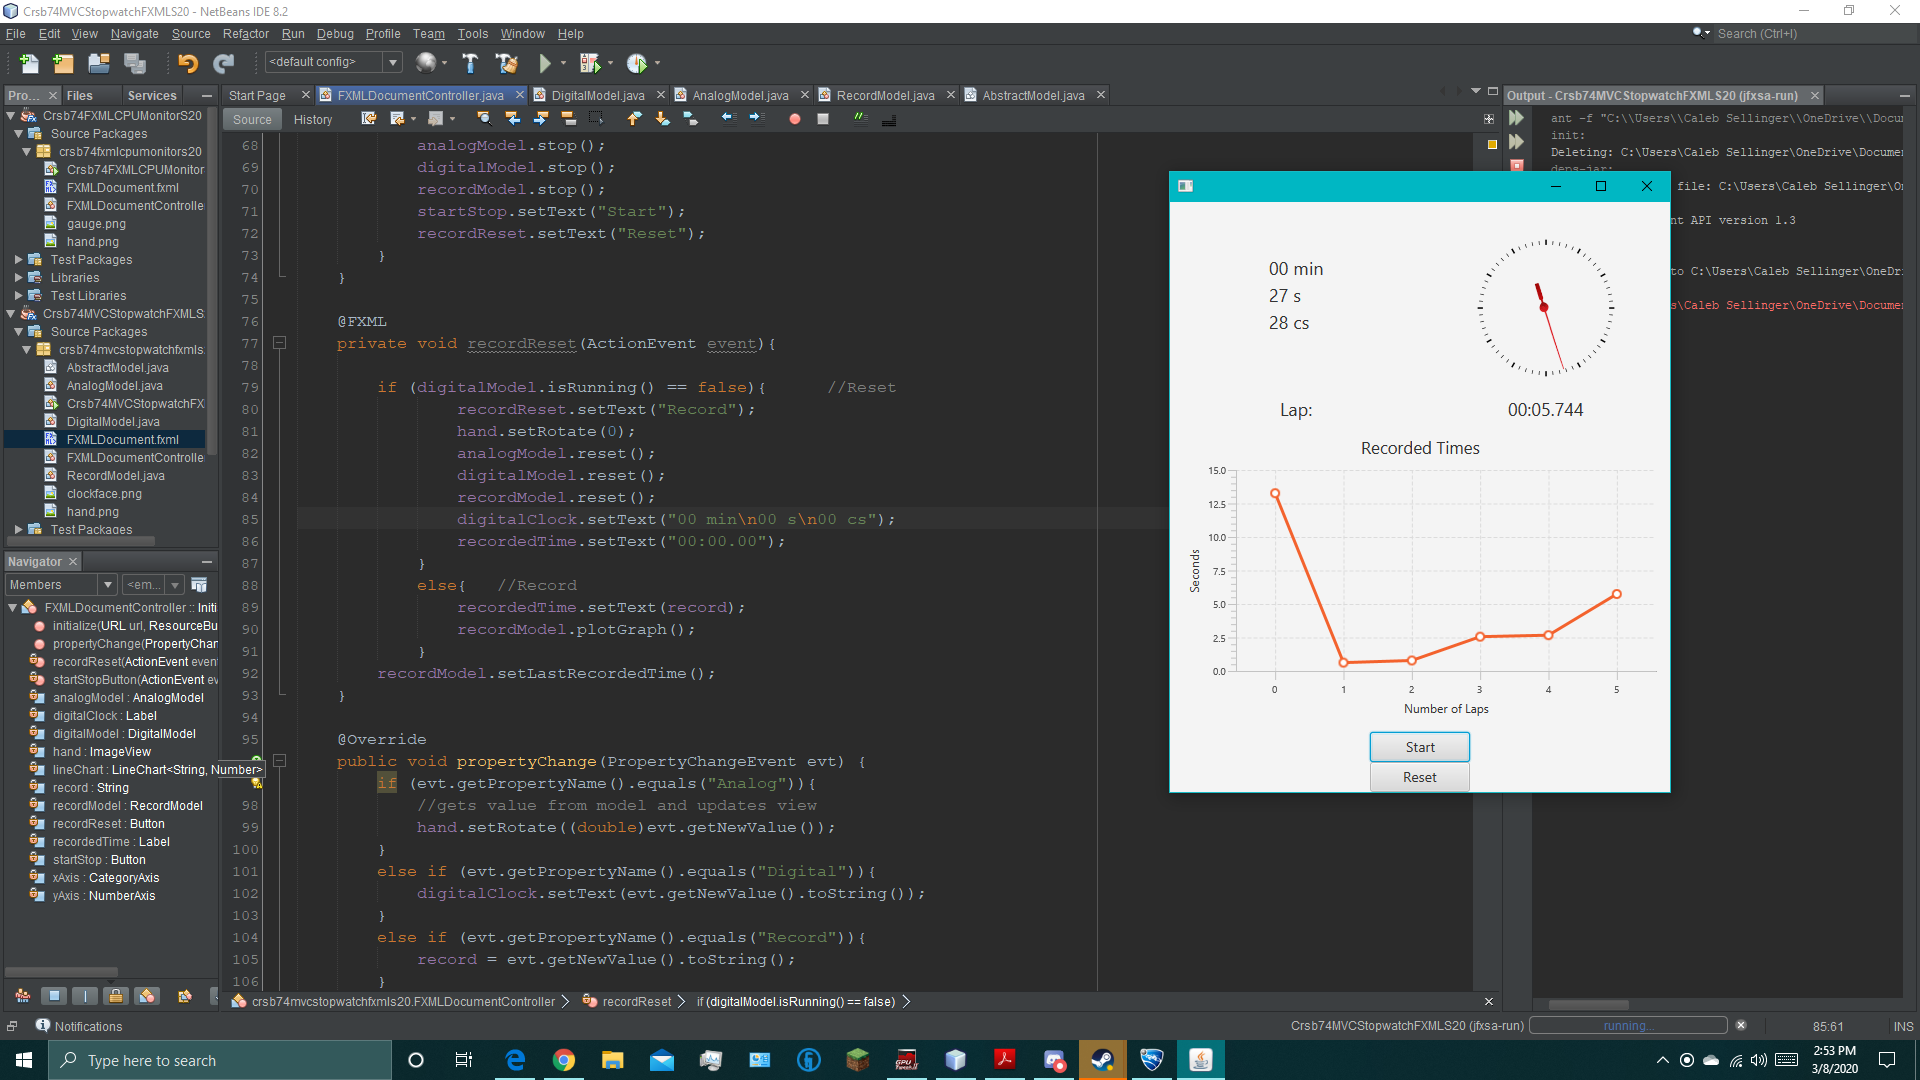 Crsb74MVCStopwatchFXMLS20 - NetBeans IDE 8.2
File Edit View Navigate Source Refactor Run Debug Profile Team Tools Window Help
Search (Ctrl+I)
<default config>
Pro... Files Services
Crsb74FXMLCPUMonitorS20
Source Packages
crsb74fxmlcpumonitors20
Crsb74FXMLCPUMonitor
FXMLDocument.fxml
FXMLDocumentControlle
gauge.png
hand.png
Test Packages
Libraries
Test Libraries
Crsb74MVCStopwatchFXMLS
Source Packages
crsb74mvcstopwatchfxmls
AbstractModel.java
AnalogModel.java
Crsb74MVCStopwatchFX
DigitalModel.java
FXMLDocument.fxml
FXMLDocumentControlle
RecordModel.java
clockface.png
hand.png
Test Packages
Navigator
Members
<em...
FXMLDocumentController :: Initi
initialize(URL url, ResourceBu
propertyChange(PropertyChan
recordReset(ActionEvent event
startStopButton(ActionEvent ev
analogModel : AnalogModel
digitalClock : Label
digitalModel : DigitalModel
hand : ImageView
lineChart : LineChart<String, Number>
record : String
recordModel : RecordModel
recordReset : Button
recordedTime : Label
startStop : Button
xAxis : CategoryAxis
yAxis : NumberAxis
Start Page FXMLDocumentController.java DigitalModel.java AnalogModel.java RecordModel.java AbstractModel.java
Source History
68 analogModel.stop();
69 digitalModel.stop();
70 recordModel.stop();
71 startStop.setText("Start");
72 recordReset.setText("Reset");
73 }
74 }
75
76 @FXML
77 private void recordReset(ActionEvent event){
78
79 if (digitalModel.isRunning() == false){ //Reset
80 recordReset.setText("Record");
81 hand.setRotate(0);
82 analogModel.reset();
83 digitalModel.reset();
84 recordModel.reset();
85 digitalClock.setText("00 min\n00 s\n00 cs");
86 recordedTime.setText("00:00.00");
87 }
88 else{ //Record
89 recordedTime.setText(record);
90 recordModel.plotGraph();
91 }
92 recordModel.setLastRecordedTime();
93 }
94
95 @Override
public void propertyChange(PropertyChangeEvent evt) {
if (evt.getPropertyName().equals("Analog")){
98 //gets value from model and updates view
99 hand.setRotate((double)evt.getNewValue());
100 }
101 else if (evt.getPropertyName().equals("Digital")){
102 digitalClock.setText(evt.getNewValue().toString());
103 }
104 else if (evt.getPropertyName().equals("Record")){
105 record = evt.getNewValue().toString();
106 }
crsb74mvcstopwatchfxmls20.FXMLDocumentController recordReset if (digitalModel.isRunning() == false)
Output - Crsb74MVCStopwatchFXMLS20 (jfxsa-run)
ant -f "C:\\Users\\Caleb Sellinger\\OneDrive\\Docum
init:
Deleting: C:\Users\Caleb Sellinger\OneDrive\Documen
deps-jar:
file: C:\Users\Caleb Sellinger\On
nt API version 1.3
to C:\Users\Caleb Sellinger\OneDri
s\Caleb Sellinger\OneDrive\Documen
00 min
27 s
28 cs
Lap: 00:05.744
Recorded Times
15.0
12.5
10.0
7.5
5.0
2.5
0.0
Seconds
0 1 2 3 4 5
Number of Laps
Start
Reset
Notifications
Crsb74MVCStopwatchFXMLS20 (jfxsa-run) running... 85:61 INS
Type here to search
2:53 PM
3/8/2020